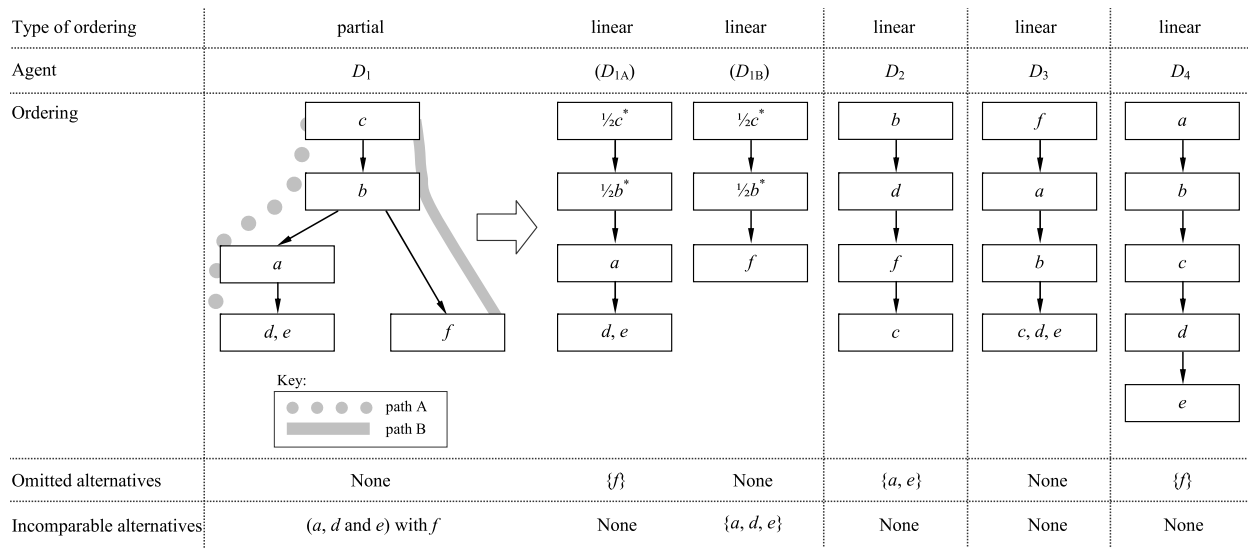 Type of ordering partial linear linear linear linear linear
Agent D1 (D1A) (D1B) D2 D3 D4
Ordering c ½c* ½c* b f a
b ½b* ½b* d a b
a a f f b c
d, e f d, e c c, d, e d
Key:
path A
path B
e
Omitted alternatives None {f} None {a, e} None {f}
Incomparable alternatives (a, d and e) with f None {a, d, e} None None None